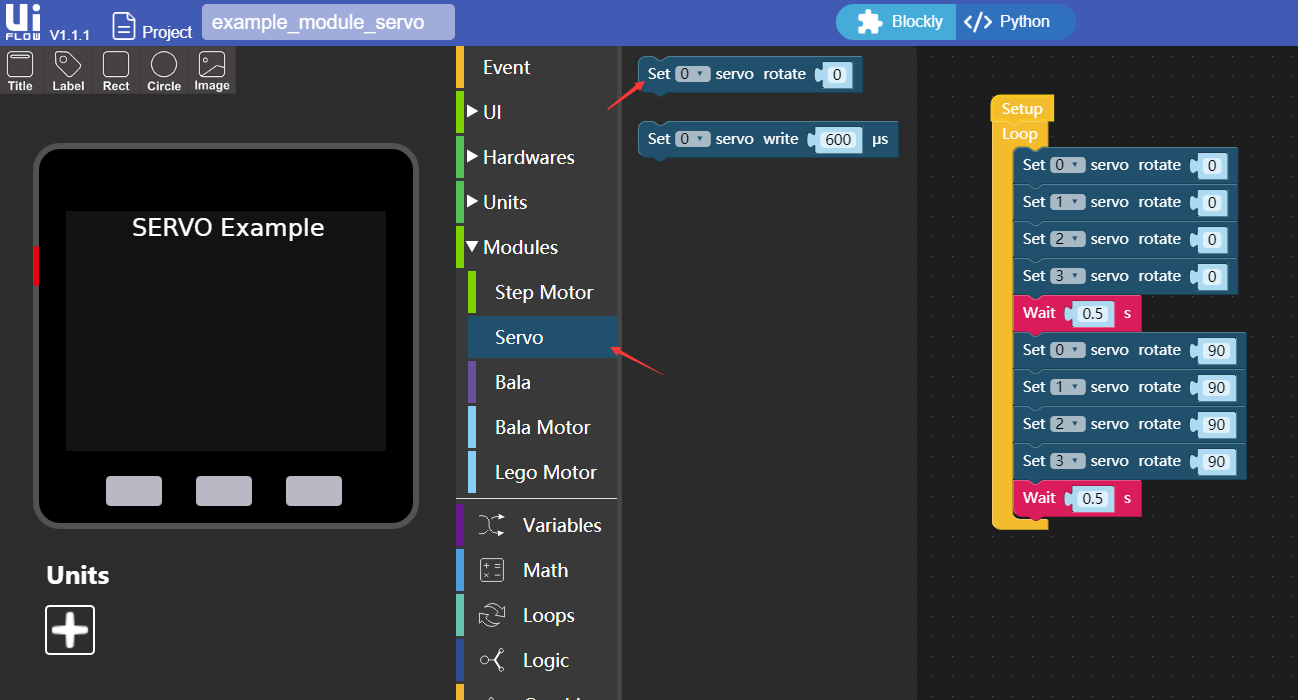 Ui
FLOW V1.1.1
Project
example_module_servo
Blockly
</> Python
Title
Label
Rect
Circle
Image
SERVO Example
Units
Event
UI
Hardwares
Units
Modules
Step Motor
Servo
Bala
Bala Motor
Lego Motor
Variables
Math
Loops
Logic
Set 0 servo rotate 0
Set 0 servo write 600 µs
Setup
Loop
Set 0 servo rotate 0
Set 1 servo rotate 0
Set 2 servo rotate 0
Set 3 servo rotate 0
Wait 0.5 s
Set 0 servo rotate 90
Set 1 servo rotate 90
Set 2 servo rotate 90
Set 3 servo rotate 90
Wait 0.5 s